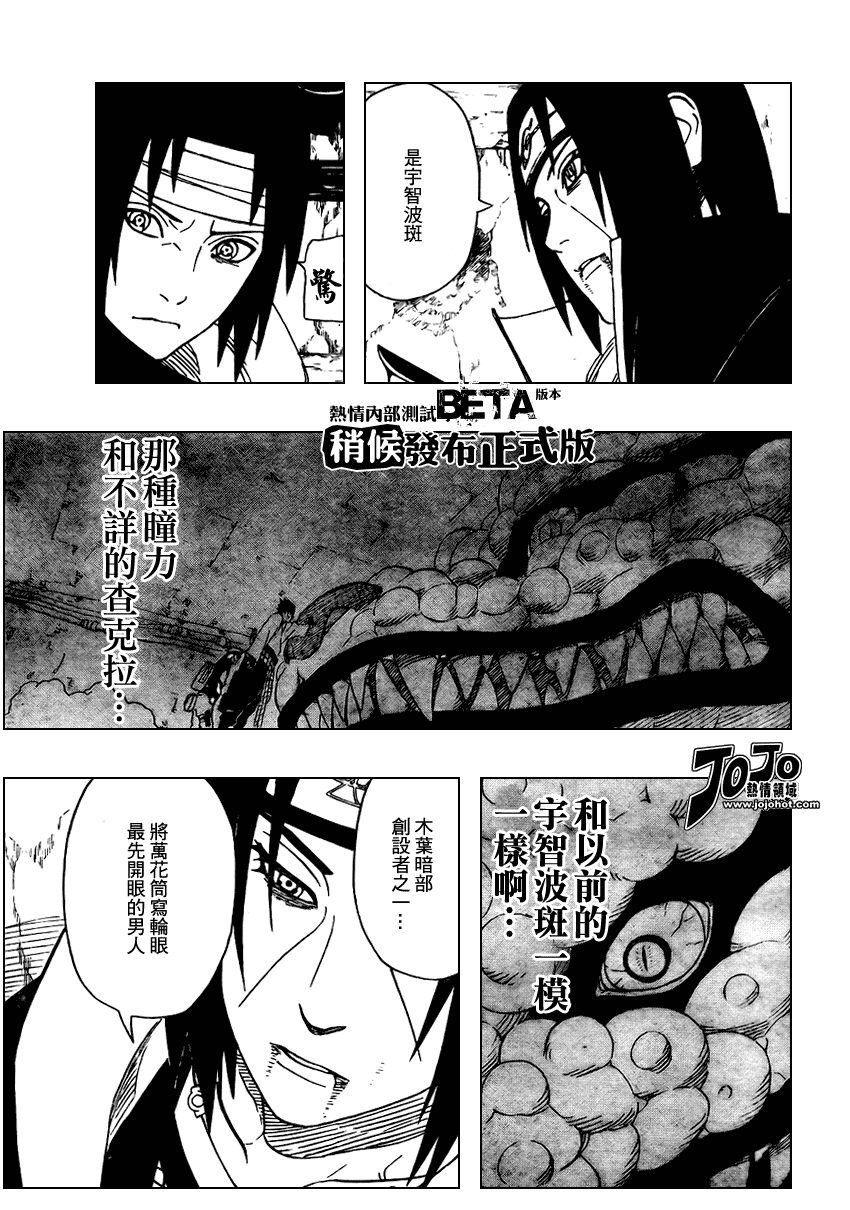 是宇智波斑
驚
熱情內部測試 BETA 版本
稍候發布正式版
那種瞳力
和不詳的查克拉…
JOJO
熱情領域
www.jojohot.com
和以前的
宇智波斑一模
一樣啊…
木葉暗部
創設者之一…
將萬花筒寫輪眼
最先開眼的男人